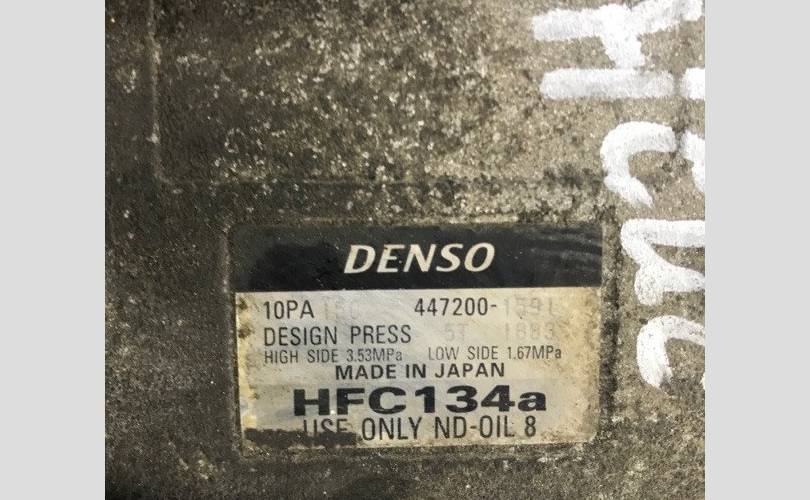 DENSO
10PA 447200-
DESIGN PRESS
HIGH SIDE 3.53MPa LOW SIDE 1.67MPa
MADE IN JAPAN
HFC134a
USE ONLY ND-OIL 8